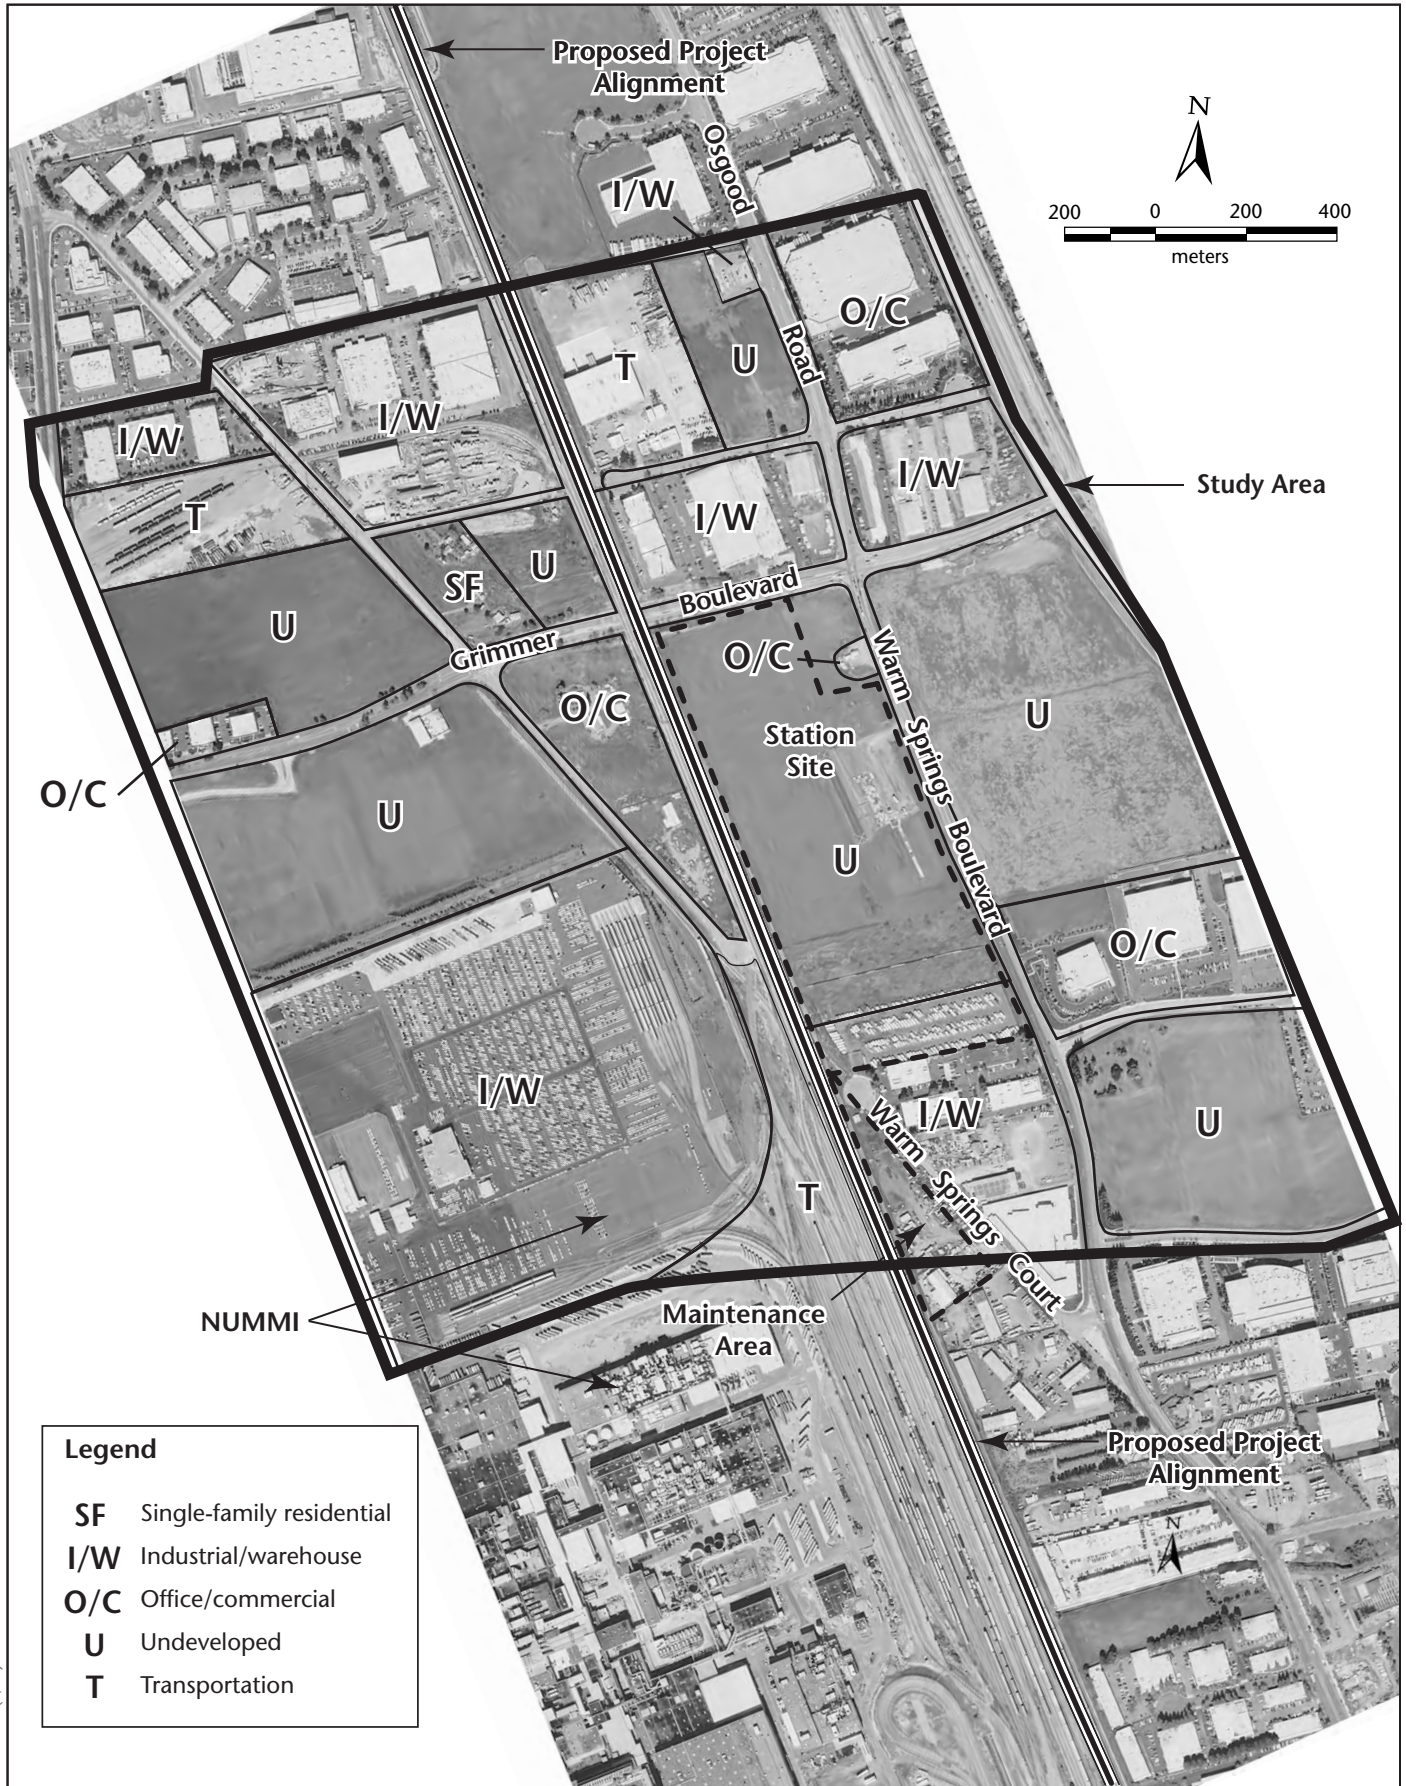 Proposed Project
Alignment
N
Osgood
I/W
200 0 200 400
meters
O/C
Road
T
U
I/W
I/W
I/W
Study Area
T
I/W
U
SF
Boulevard
U
Grimmer
O/C
Warm
O/C
U
Station
Site
Springs
O/C
U
Boulevard
U
O/C
I/W
Warm
I/W
U
T
Springs
Court
NUMMI
Maintenance
Area
Legend
SF Single-family residential
I/W Industrial/warehouse
O/C Office/commercial
U Undeveloped
T Transportation
Proposed Project
Alignment
N